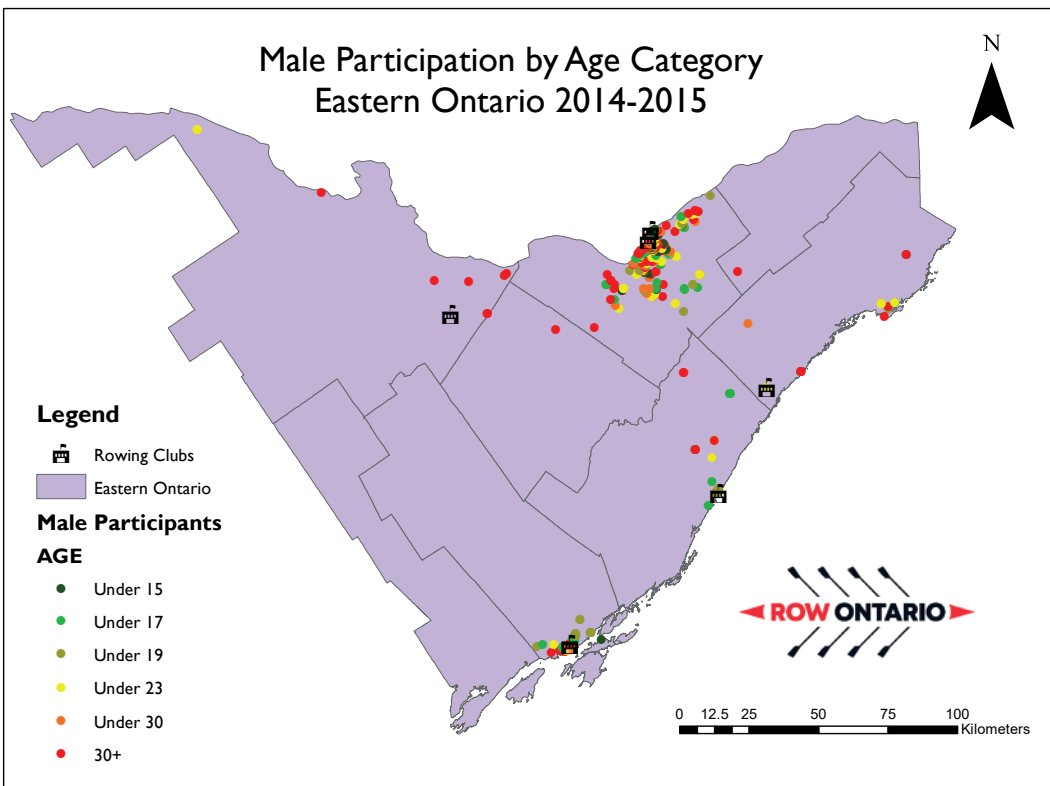 Male Participation by Age Category
Eastern Ontario 2014-2015
N
Legend
Rowing Clubs
Eastern Ontario
Male Participants
AGE
Under 15
Under 17
Under 19
Under 23
Under 30
30+
ROW ONTARIO
0 12.5 25 50 75 100
Kilometers